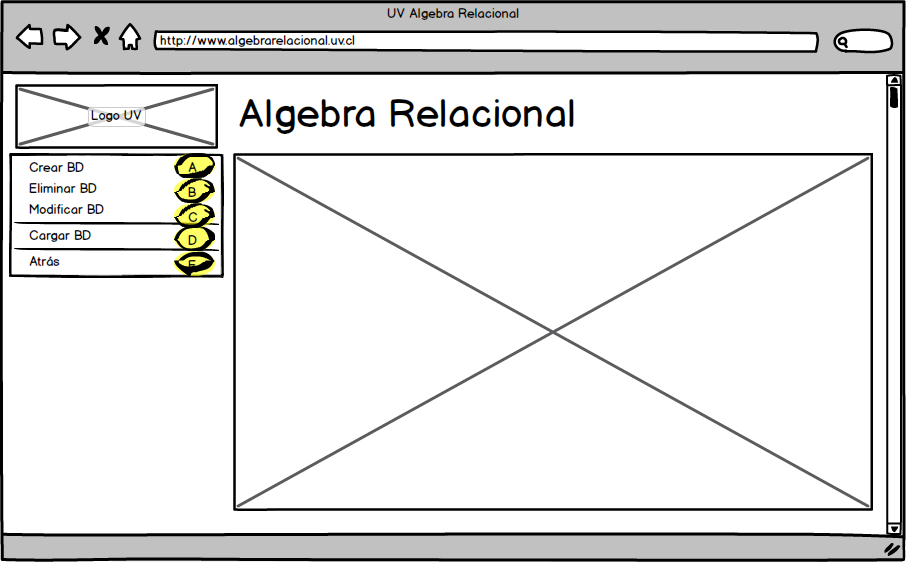 UV Algebra Relacional
http://www.algebrarelacional.uv.cl
Logo UV
Algebra Relacional
Crear BD A
Eliminar BD B
Modificar BD C
Cargar BD D
Atrás E